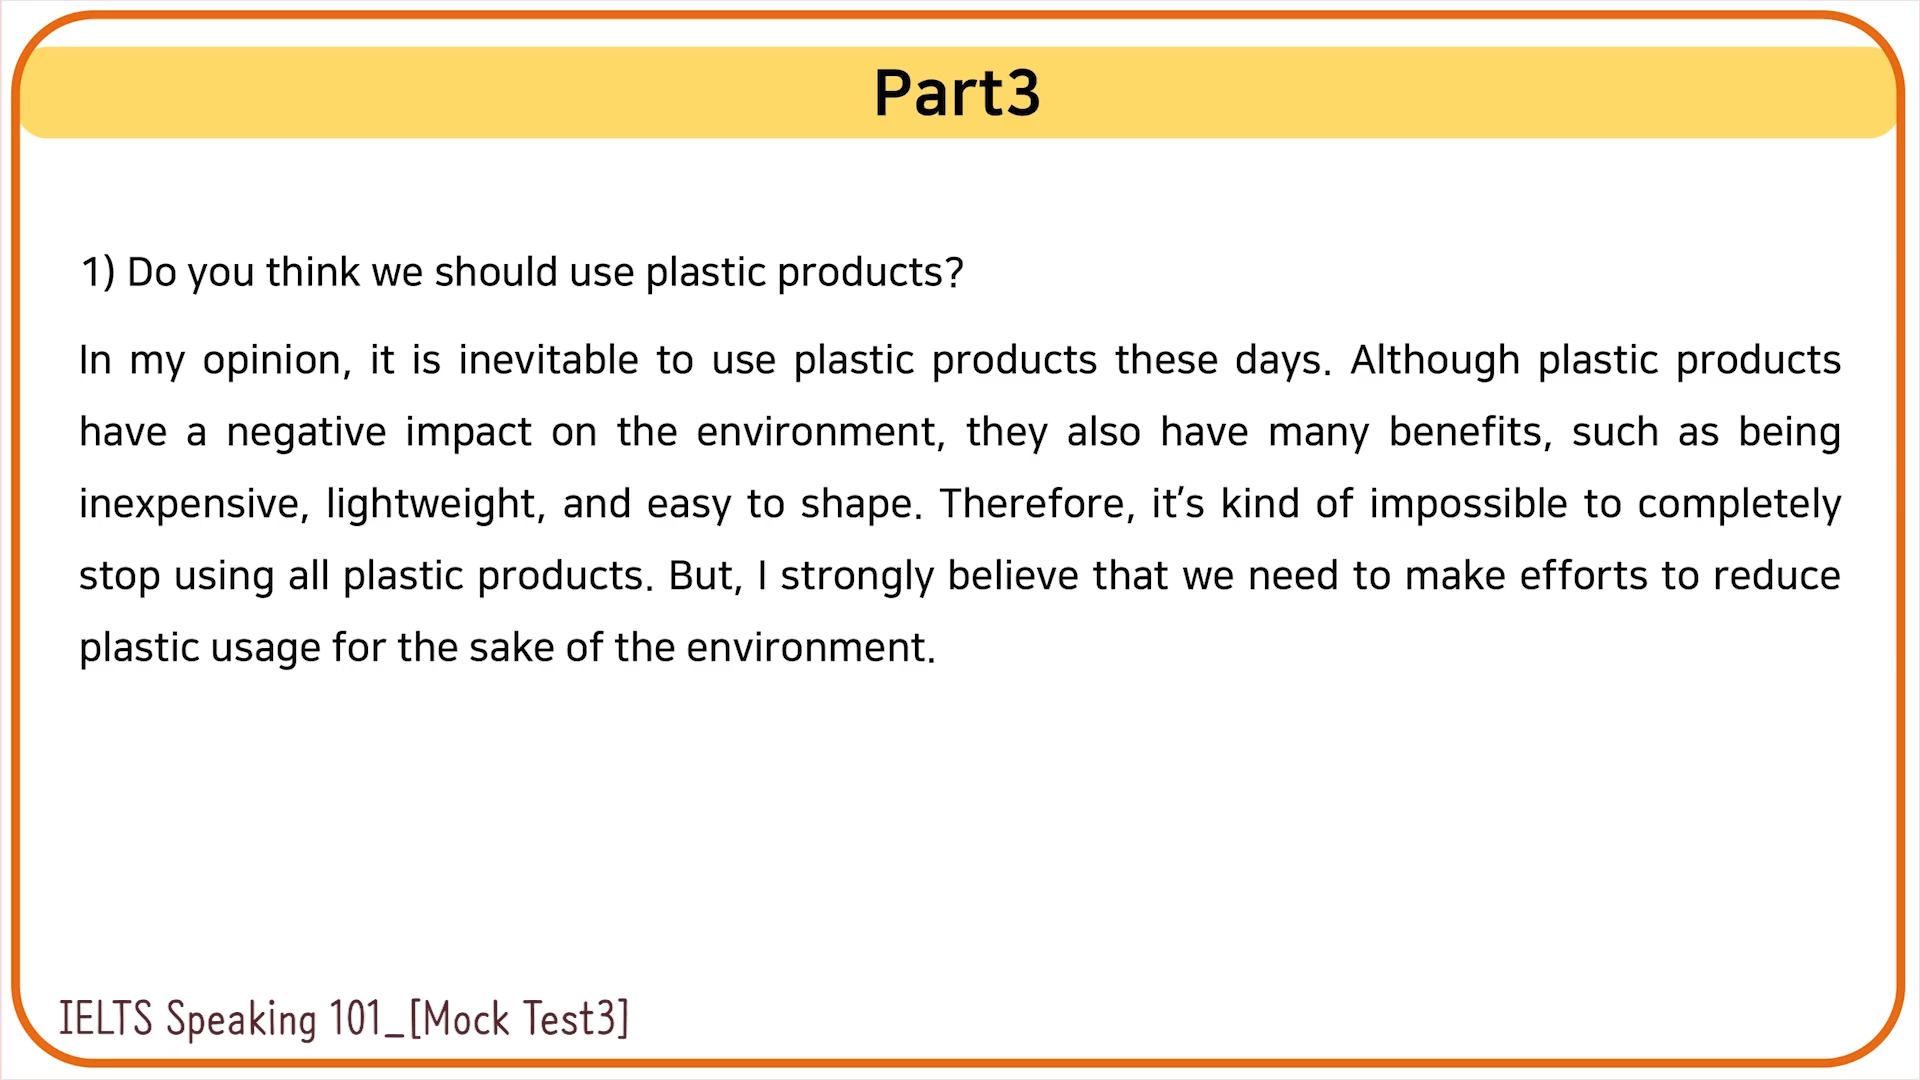 Part3
1) Do you think we should use plastic products?
In my opinion, it is inevitable to use plastic products these days. Although plastic products
have a negative impact on the environment, they also have many benefits, such as being
inexpensive, lightweight, and easy to shape. Therefore, it’s kind of impossible to completely
stop using all plastic products. But, I strongly believe that we need to make efforts to reduce
plastic usage for the sake of the environment.
IELTS Speaking 101_[Mock Test3]